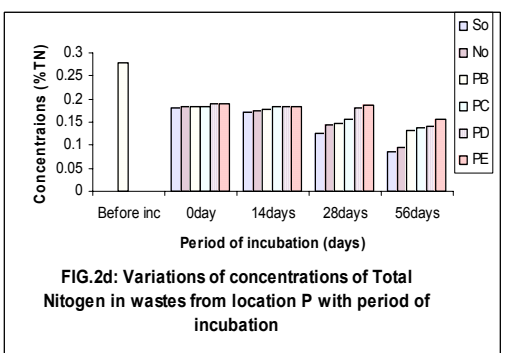 Concentraions (%TN)
0.3
0.25
0.2
0.15
0.1
0.05
0
Before inc 0day 14days 28days 56days
Period of incubation (days)
So
No
PB
PC
PD
PE
FIG.2d: Variations of concentrations of Total
Nitogen in wastes from location P with period of
incubation